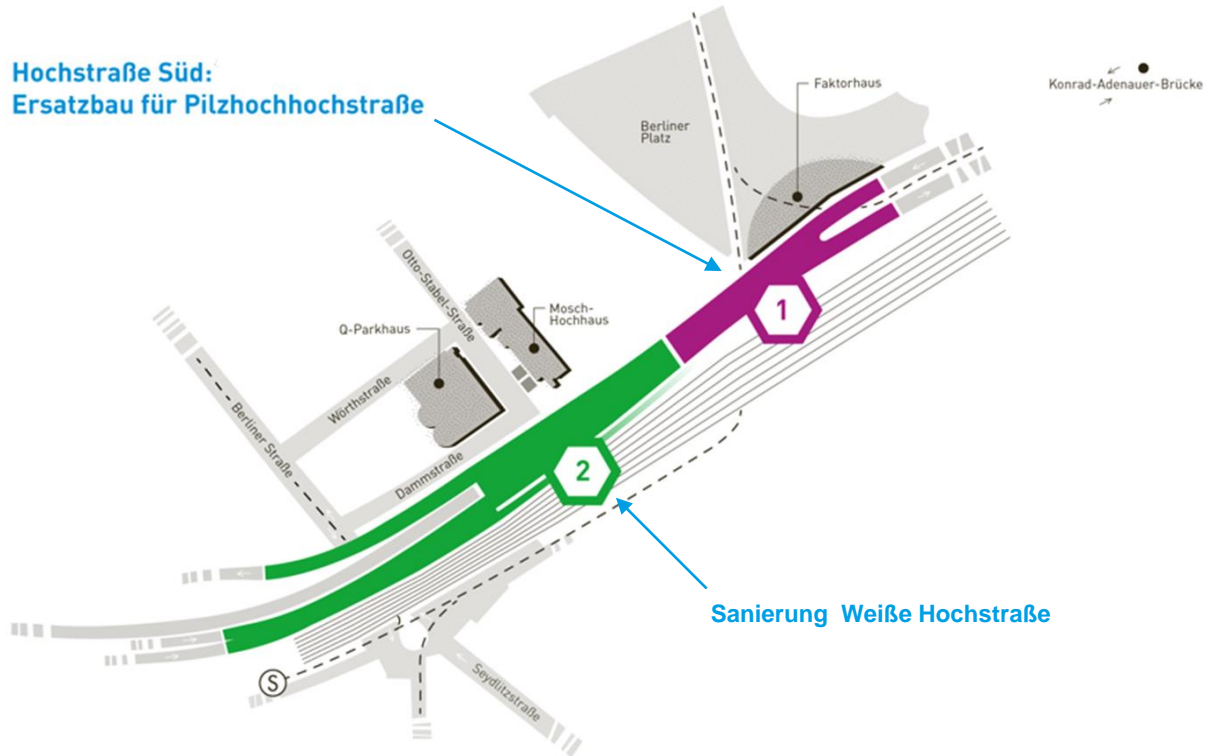 Hochstraße Süd:
Ersatzbau für Pilzhochhochstraße
Konrad-Adenauer-Brücke
Faktorhaus
Berliner
Platz
Otto-Stabel-Straße
Mosch-
Hochhaus
Q-Parkhaus
1
Wörthstraße
Berliner Straße
Dammstraße
2
Sanierung Weiße Hochstraße
S
Seydlitzstraße